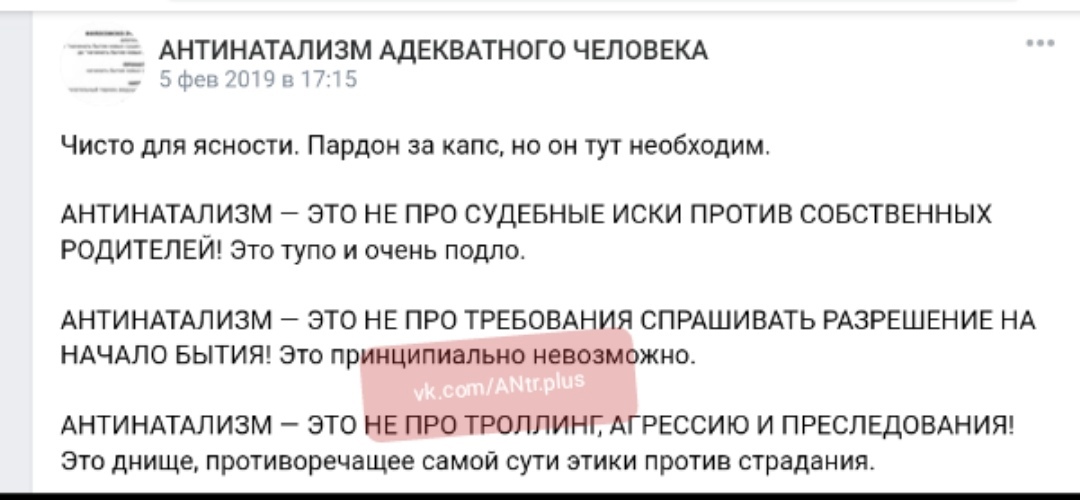 АНТИНАТАЛИЗМ АДЕКВАТНОГО ЧЕЛОВЕКА
5 фев 2019 в 17:15
Чисто для ясности. Пардон за капс, но он тут необходим.
АНТИНАТАЛИЗМ — ЭТО НЕ ПРО СУДЕБНЫЕ ИСКИ ПРОТИВ СОБСТВЕННЫХ
РОДИТЕЛЕЙ! Это тупо и очень подло.
АНТИНАТАЛИЗМ — ЭТО НЕ ПРО ТРЕБОВАНИЯ СПРАШИВАТЬ РАЗРЕШЕНИЕ НА
НАЧАЛО БЫТИЯ! Это принципиально невозможно.
vk.com/ANtr.plus
АНТИНАТАЛИЗМ — ЭТО НЕ ПРО ТРОЛЛИНГ, АГРЕССИЮ И ПРЕСЛЕДОВАНИЯ!
Это днище, противоречащее самой сути этики против страдания.